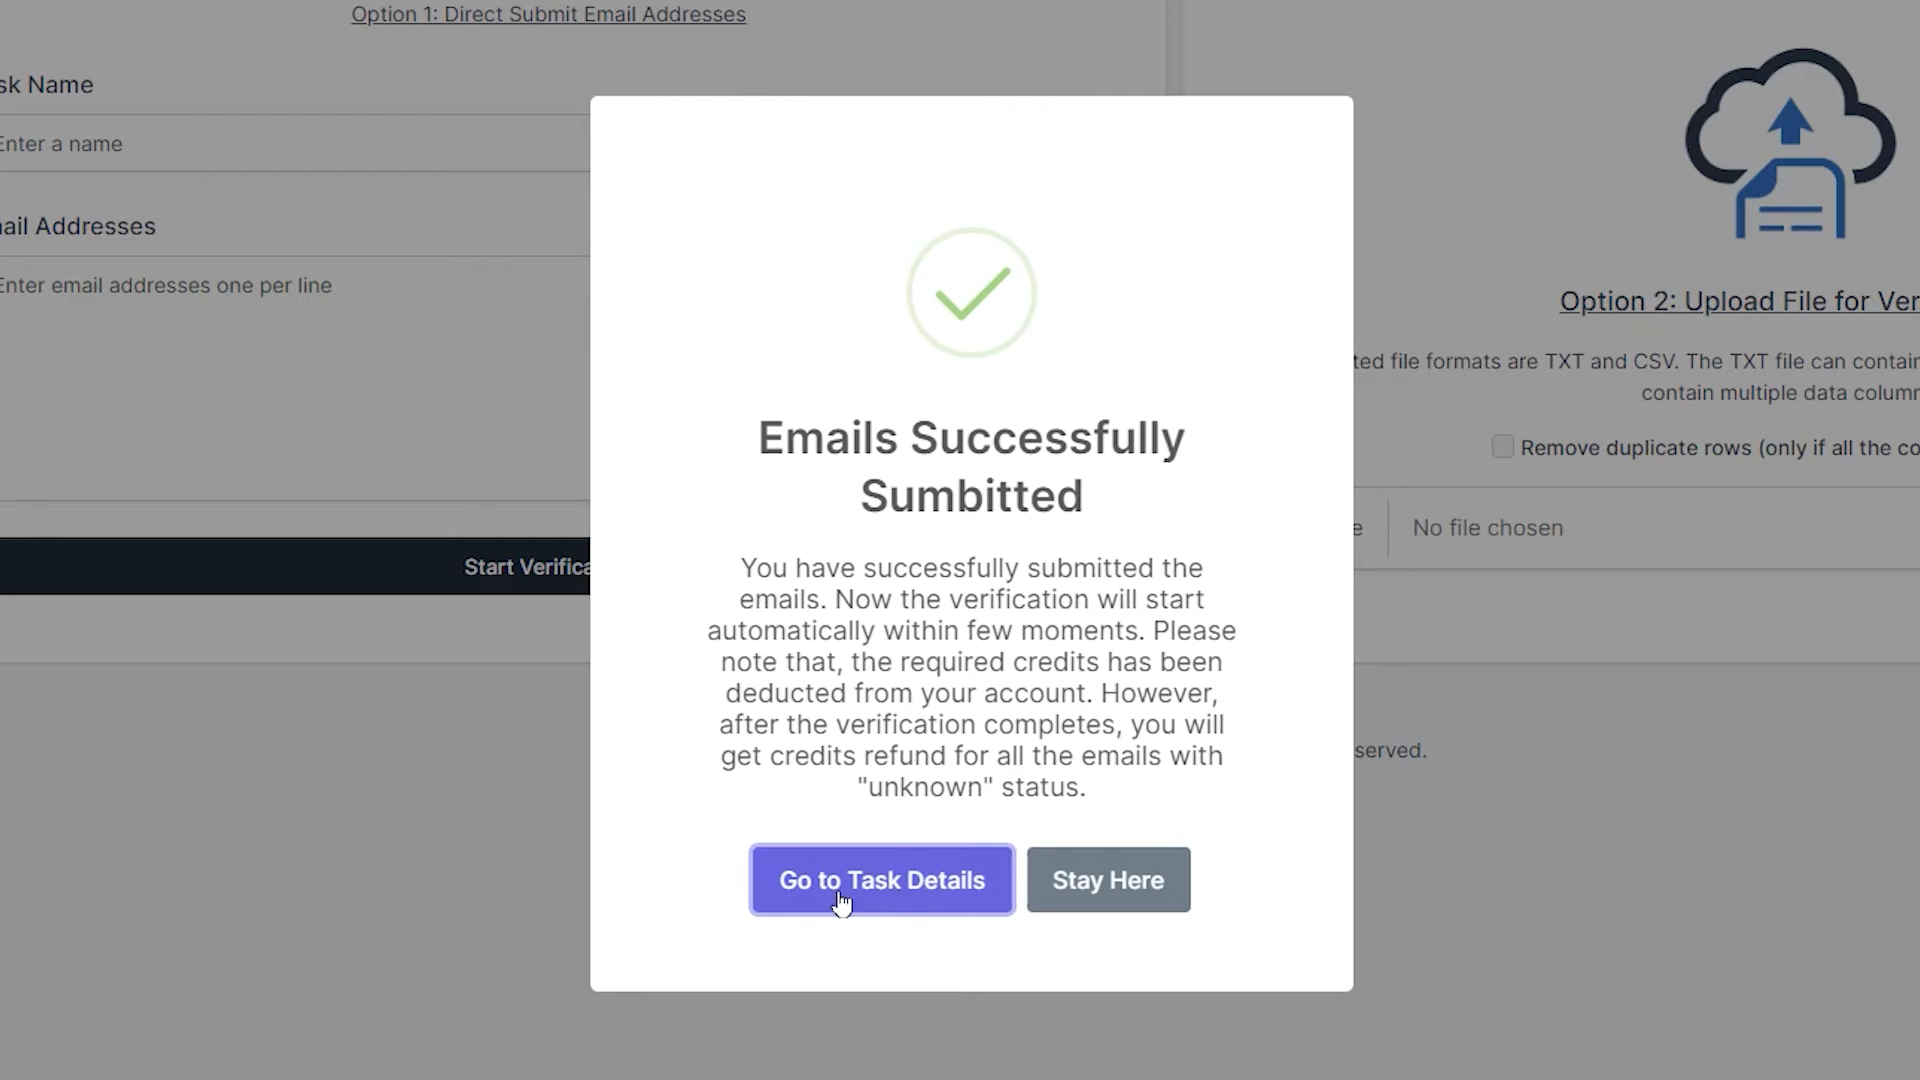 Option 1: Direct Submit Email Addresses
sk Name
Enter a name
ail Addresses
Enter email addresses one per line
Start Verifica
Option 2: Upload File for Ver
ted file formats are TXT and CSV. The TXT file can contain
contain multiple data column
Remove duplicate rows (only if all the co
e
No file chosen
served.
Emails Successfully
Sumbitted
You have successfully submitted the
emails. Now the verification will start
automatically within few moments. Please
note that, the required credits has been
deducted from your account. However,
after the verification completes, you will
get credits refund for all the emails with
"unknown" status.
Go to Task Details
Stay Here